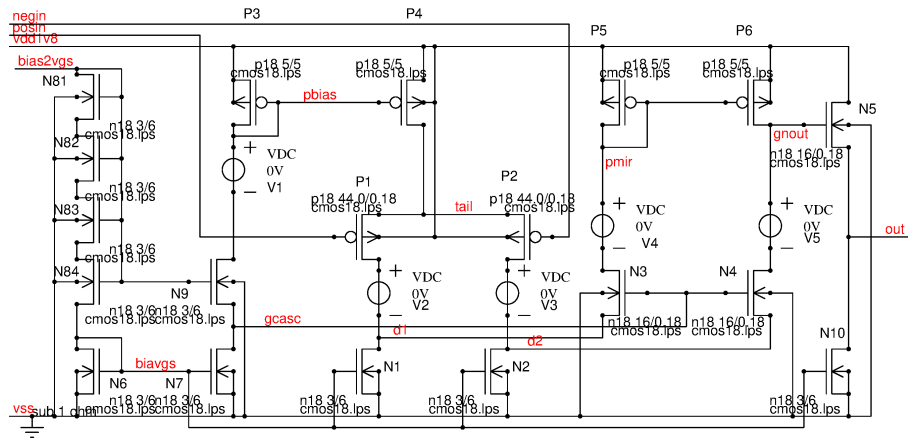 negin
posin
vdd1v8
bias2vgs
P3
P4
P5
P6
p18 5/5
cmos18.lps
p18 5/5
cmos18.lps
p18 5/5
cmos18.lps
p18 5/5
cmos18.lps
N81
n18 3/6
cmos18.lps
N82
n18 3/6
cmos18.lps
N83
n18 3/6
cmos18.lps
N84
n18 3/6
cmos18.lps
pbias
VDC
0V
V1
P1
p18 44.0/0.18
cmos18.lps
tail
P2
p18 44.0/0.18
cmos18.lps
pmir
gnout
N5
n18 16/0.18
cmos18.lps
VDC
0V
V4
VDC
0V
V5
out
N9
n18 3/6
cmos18.lps
VDC
0V
V2
VDC
0V
V3
N3
n18 16/0.18
cmos18.lps
N4
n18 16/0.18
cmos18.lps
gcasc
d1
d2
biavgs
N6
n18 3/6
cmos18.lps
N7
n18 3/6
cmos18.lps
N1
n18 3/6
cmos18.lps
N2
n18 3/6
cmos18.lps
N10
n18 3/6
cmos18.lps
vss
sub 1 ohm